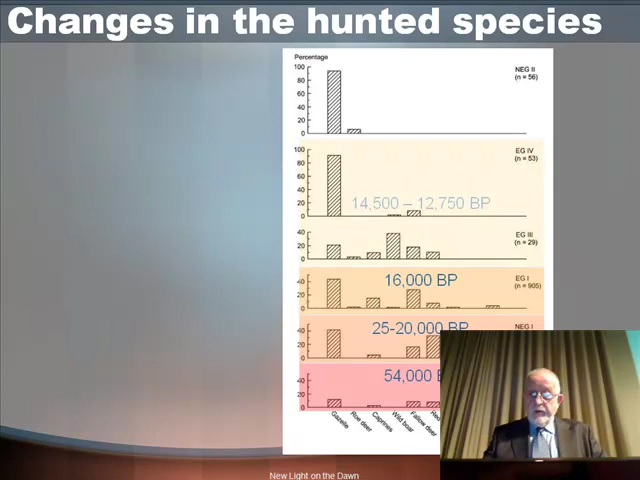 Changes in the hunted species
Percentage
100
80
60
40
20
0
NEG II
(n = 56)
100
80
60
40
20
0
EG IV
(n = 53)
14,500 – 12,750 BP
40
20
0
EG III
(n = 29)
40
20
0
16,000 BP
EG I
(n = 905)
40
20
0
25-20,000 BP
NEG I
40
20
0
54,000
Gazelle
Roe deer
Caprines
Wild boar
Fallow deer
Red
New Light on the Dawn